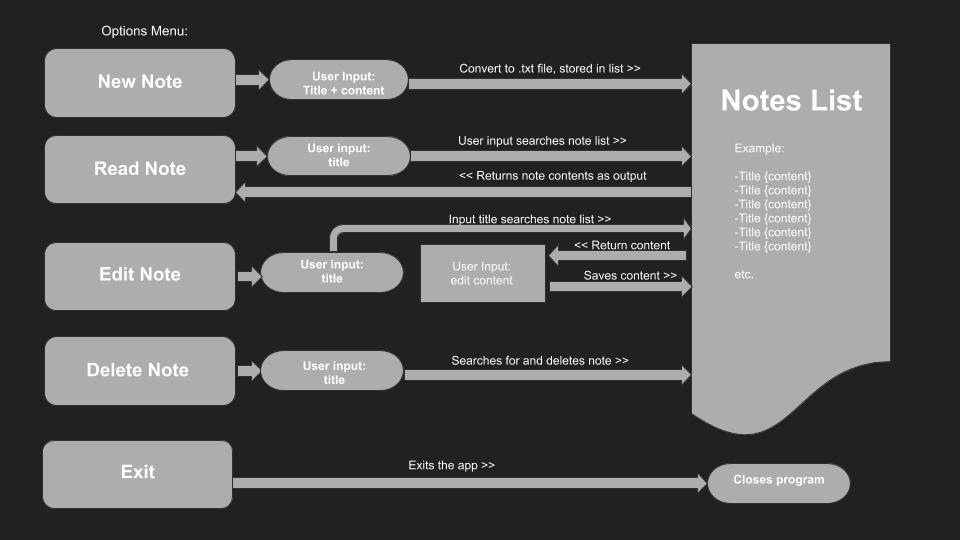 Options Menu:
New Note
User Input:
Title + content
Convert to .txt file, stored in list >>
Read Note
User input:
title
User input searches note list >>
<< Returns note contents as output
Edit Note
User input:
title
Input title searches note list >>
<< Return content
User Input:
edit content
Saves content >>
Delete Note
User input:
title
Searches for and deletes note >>
Exit
Exits the app >>
Closes program
Notes List
Example:
-Title {content}
-Title {content}
-Title {content}
-Title {content}
-Title {content}
-Title {content}
etc.